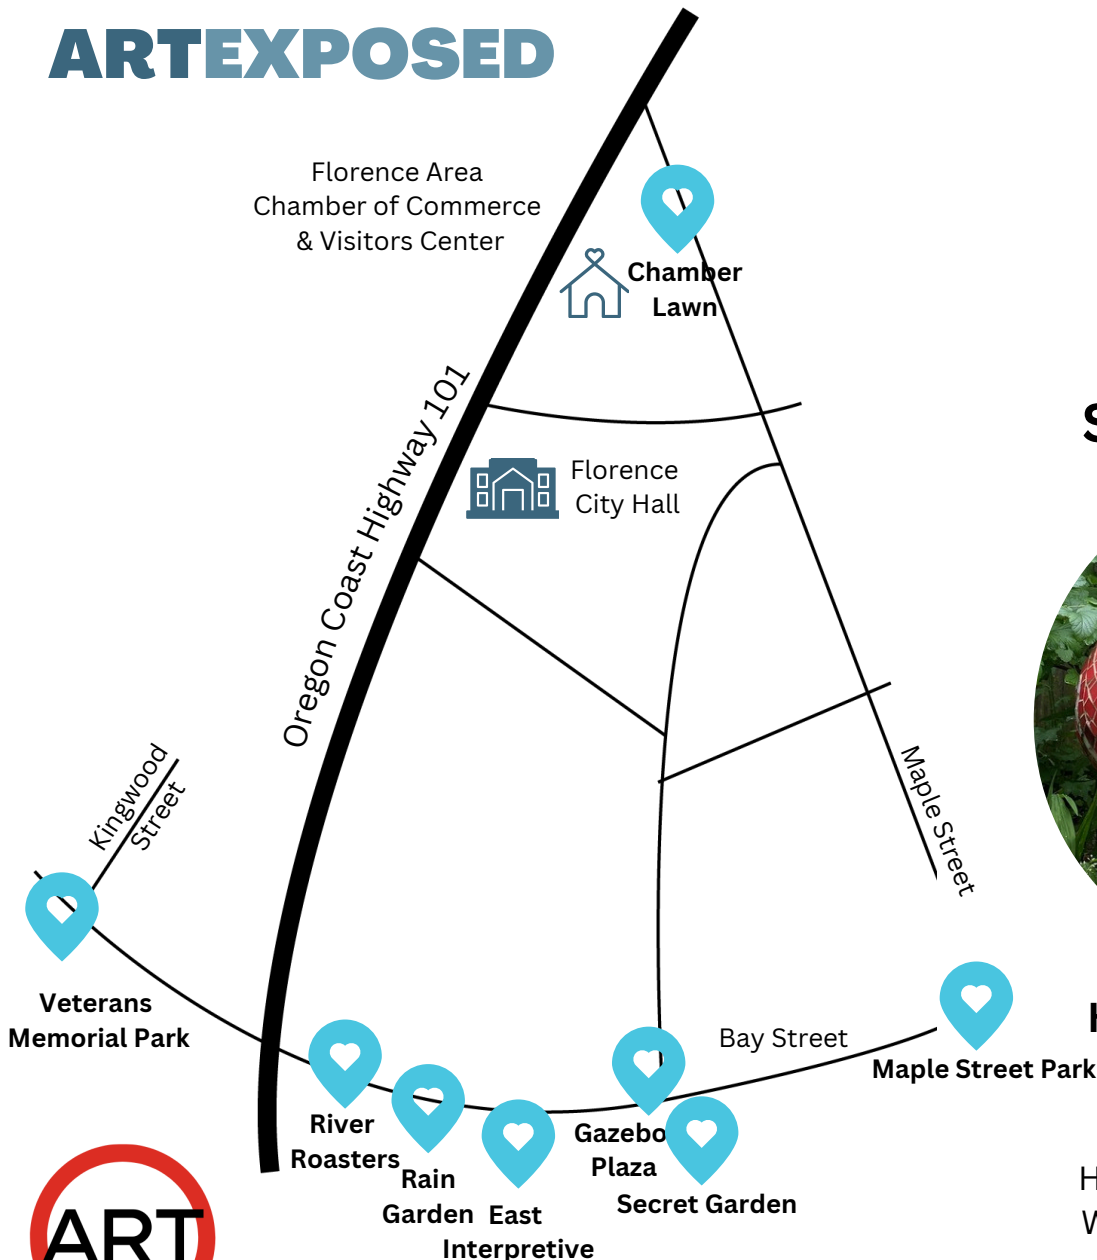 ARTEXPOSED
Florence Area
Chamber of Commerce
& Visitors Center
Chamber
Lawn
Oregon Coast Highway 101
Florence
City Hall
Kingwood
Street
Maple Street
Veterans
Memorial Park
Bay Street
Maple Street Park
River
Roasters
Rain
Garden
East
Interpretive
Gazebo
Plaza
Secret Garden
ART